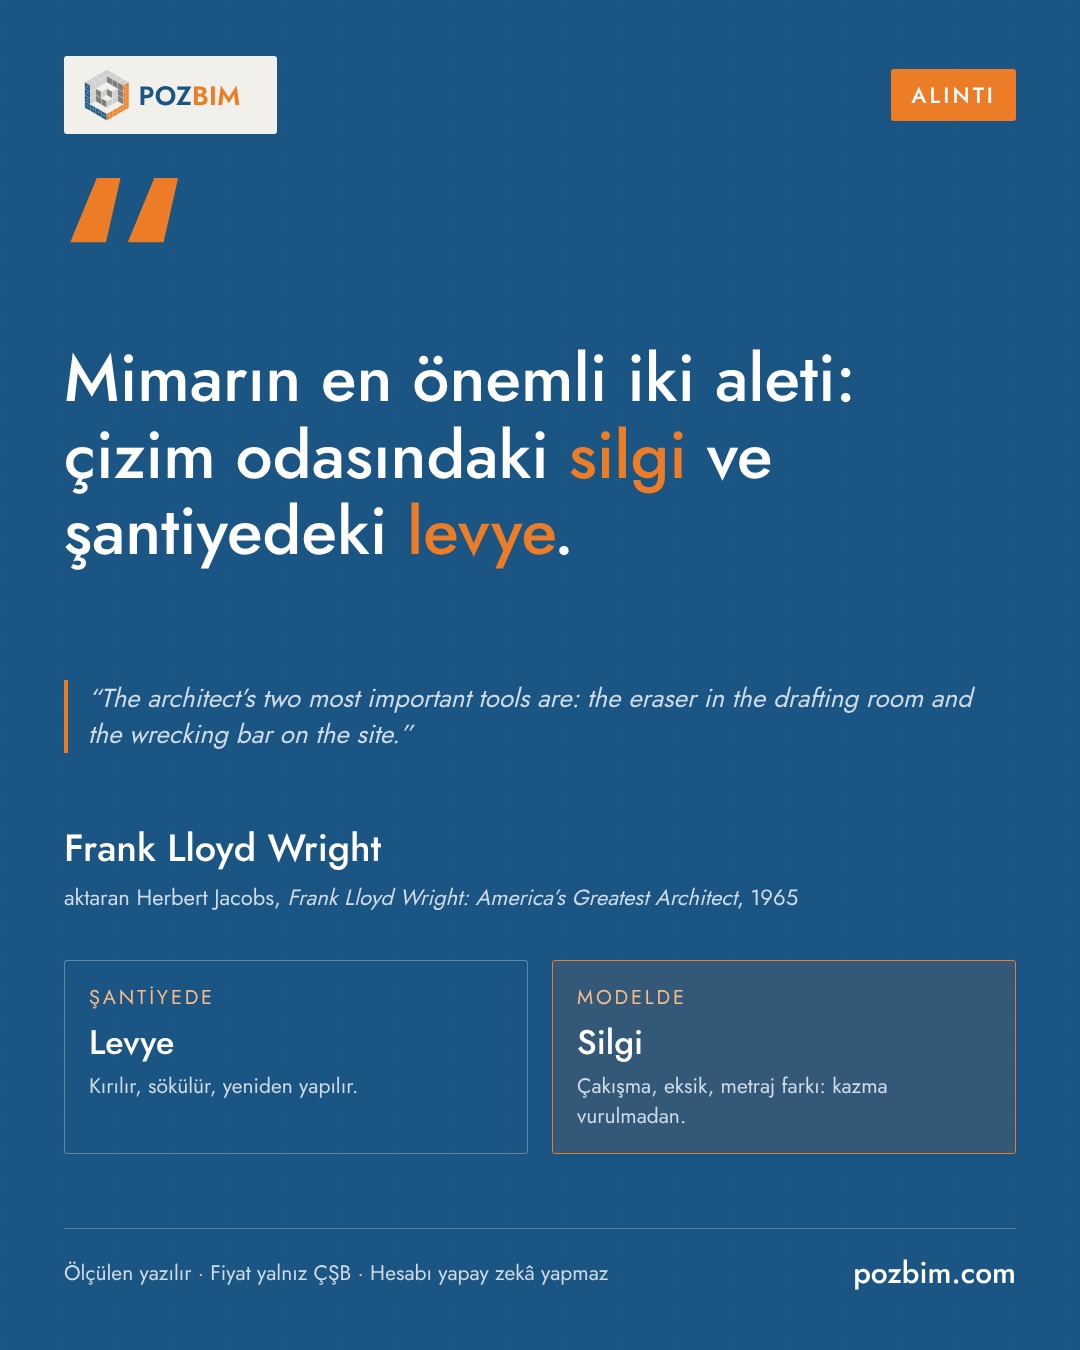 POZBIM
ALINTI
“
Mimarın en önemli iki aleti:
çizim odasındaki silgi ve
şantiyedeki levye.
“The architect’s two most important tools are: the eraser in the drafting room and
the wrecking bar on the site.”
Frank Lloyd Wright
aktaran Herbert Jacobs, Frank Lloyd Wright: America’s Greatest Architect, 1965
ŞANTİYEDE
Levye
Kırılır, sökülür, yeniden yapılır.
MODELDE
Silgi
Çakışma, eksik, metraj farkı: kazma
vurulmadan.
Ölçülen yazılır · Fiyat yalnız ÇŞB · Hesabı yapay zekâ yapmaz
pozbim.com